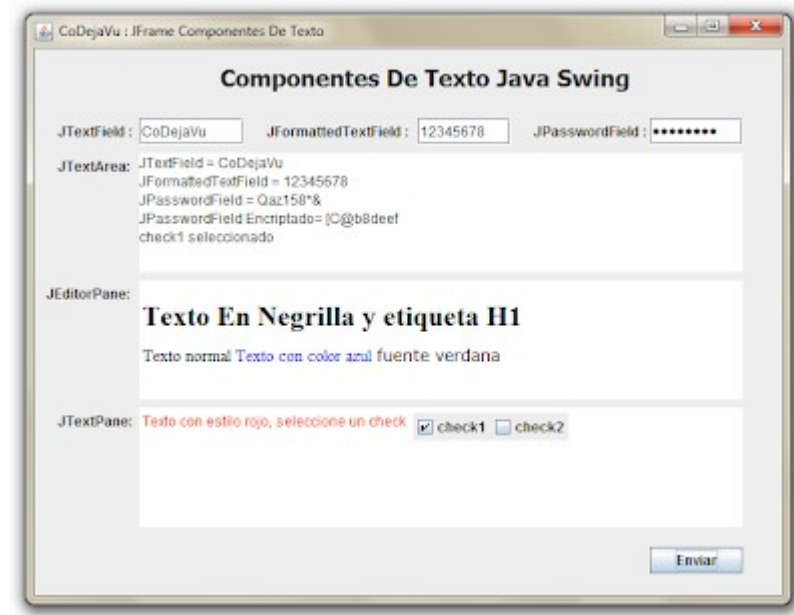 CoDejaVu : JFrame Componentes De Texto
Componentes De Texto Java Swing
JTextField : CoDejaVu JFormattedTextField : 12345678 JPasswordField : ••••••••
JTextArea: JTextField = CoDejaVu
JFormattedTextField = 12345678
JPasswordField = Qaz158*&
JPasswordField Encriptado= [C@b8deef
check1 seleccionado
JEditorPane:
Texto En Negrilla y etiqueta H1
Texto normal Texto con color azul fuente verdana
JTextPane: Texto con estilo rojo, seleccione un check check1 check2
Enviar